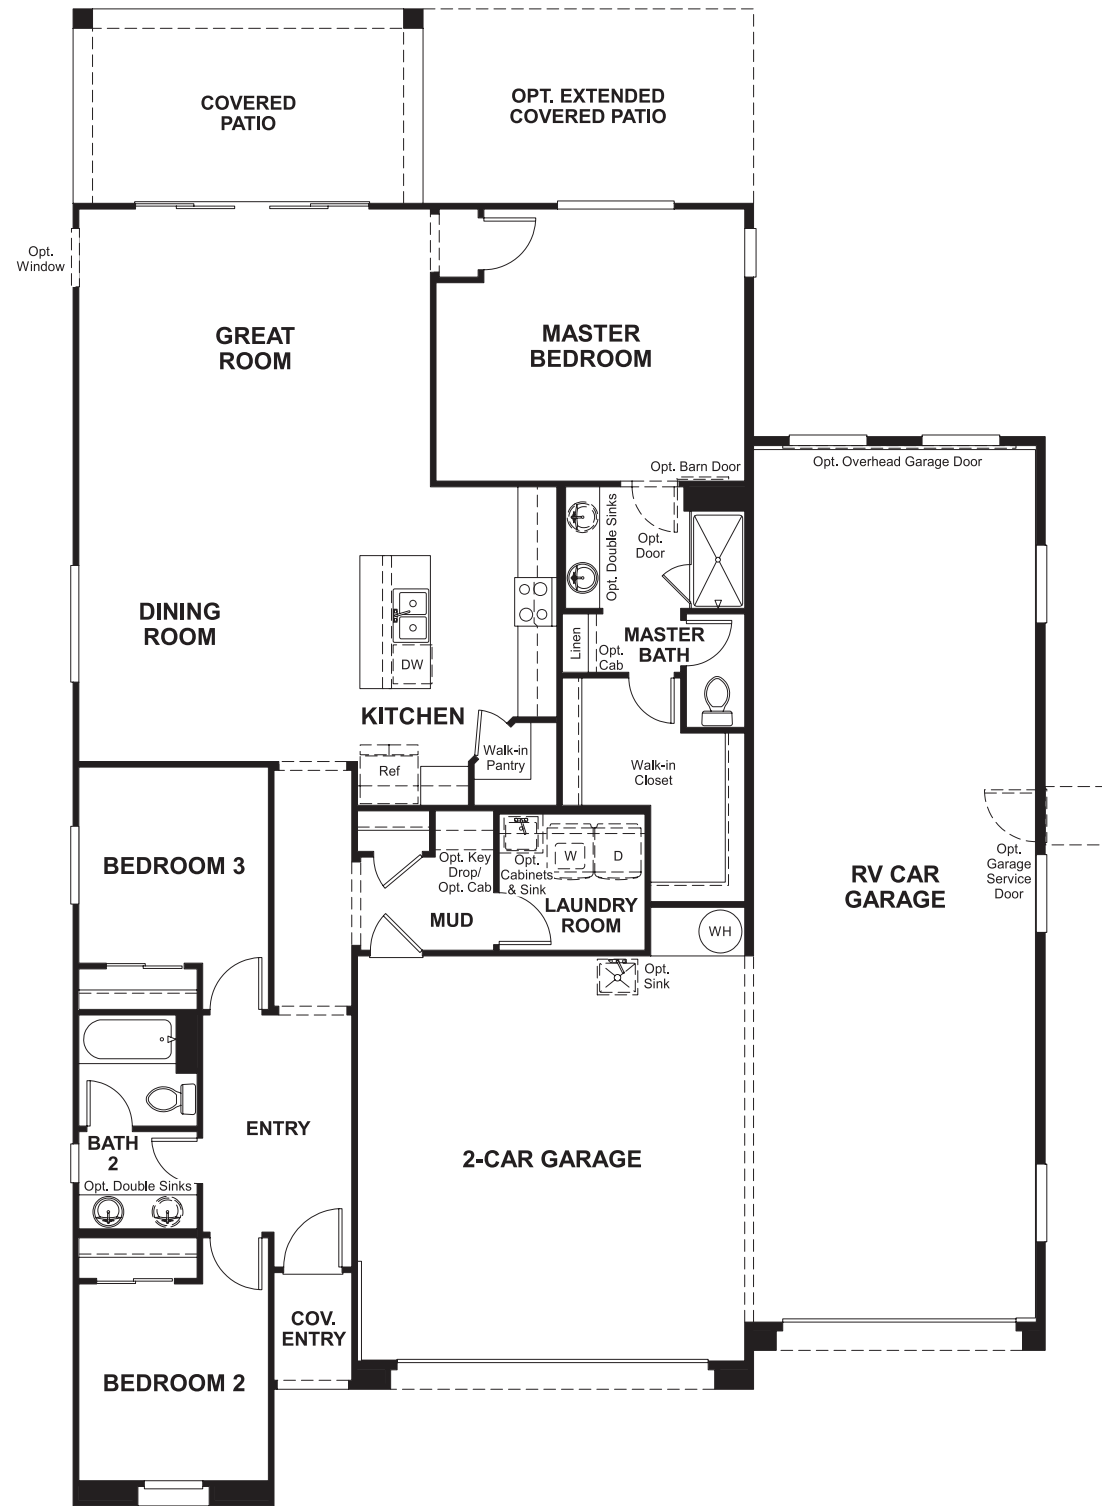 COVERED
PATIO
OPT. EXTENDED
COVERED PATIO
Opt.
Window
GREAT
ROOM
MASTER
BEDROOM
Opt. Barn Door
Opt. Overhead Garage Door
Opt. Double Sinks
Opt.
Door
DINING
ROOM
DW
Linen
Opt.
Cab
MASTER
BATH
KITCHEN
Ref
Walk-in
Pantry
Walk-in
Closet
BEDROOM 3
Opt. Key
Drop/
Opt. Cab
MUD
Opt.
Cabinets
& Sink
W
D
LAUNDRY
ROOM
WH
RV CAR
GARAGE
Opt.
Garage
Service
Door
Opt.
Sink
ENTRY
BATH
2
Opt. Double Sinks
2-CAR GARAGE
COV.
ENTRY
BEDROOM 2